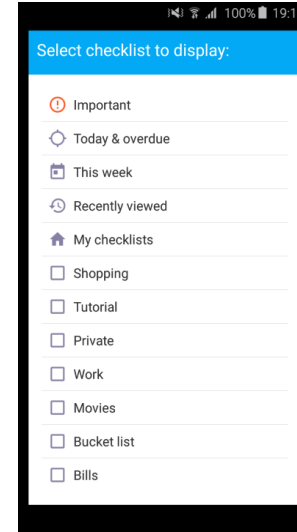 100% 19:1
Select checklist to display:
Important
Today & overdue
This week
Recently viewed
My checklists
Shopping
Tutorial
Private
Work
Movies
Bucket list
Bills